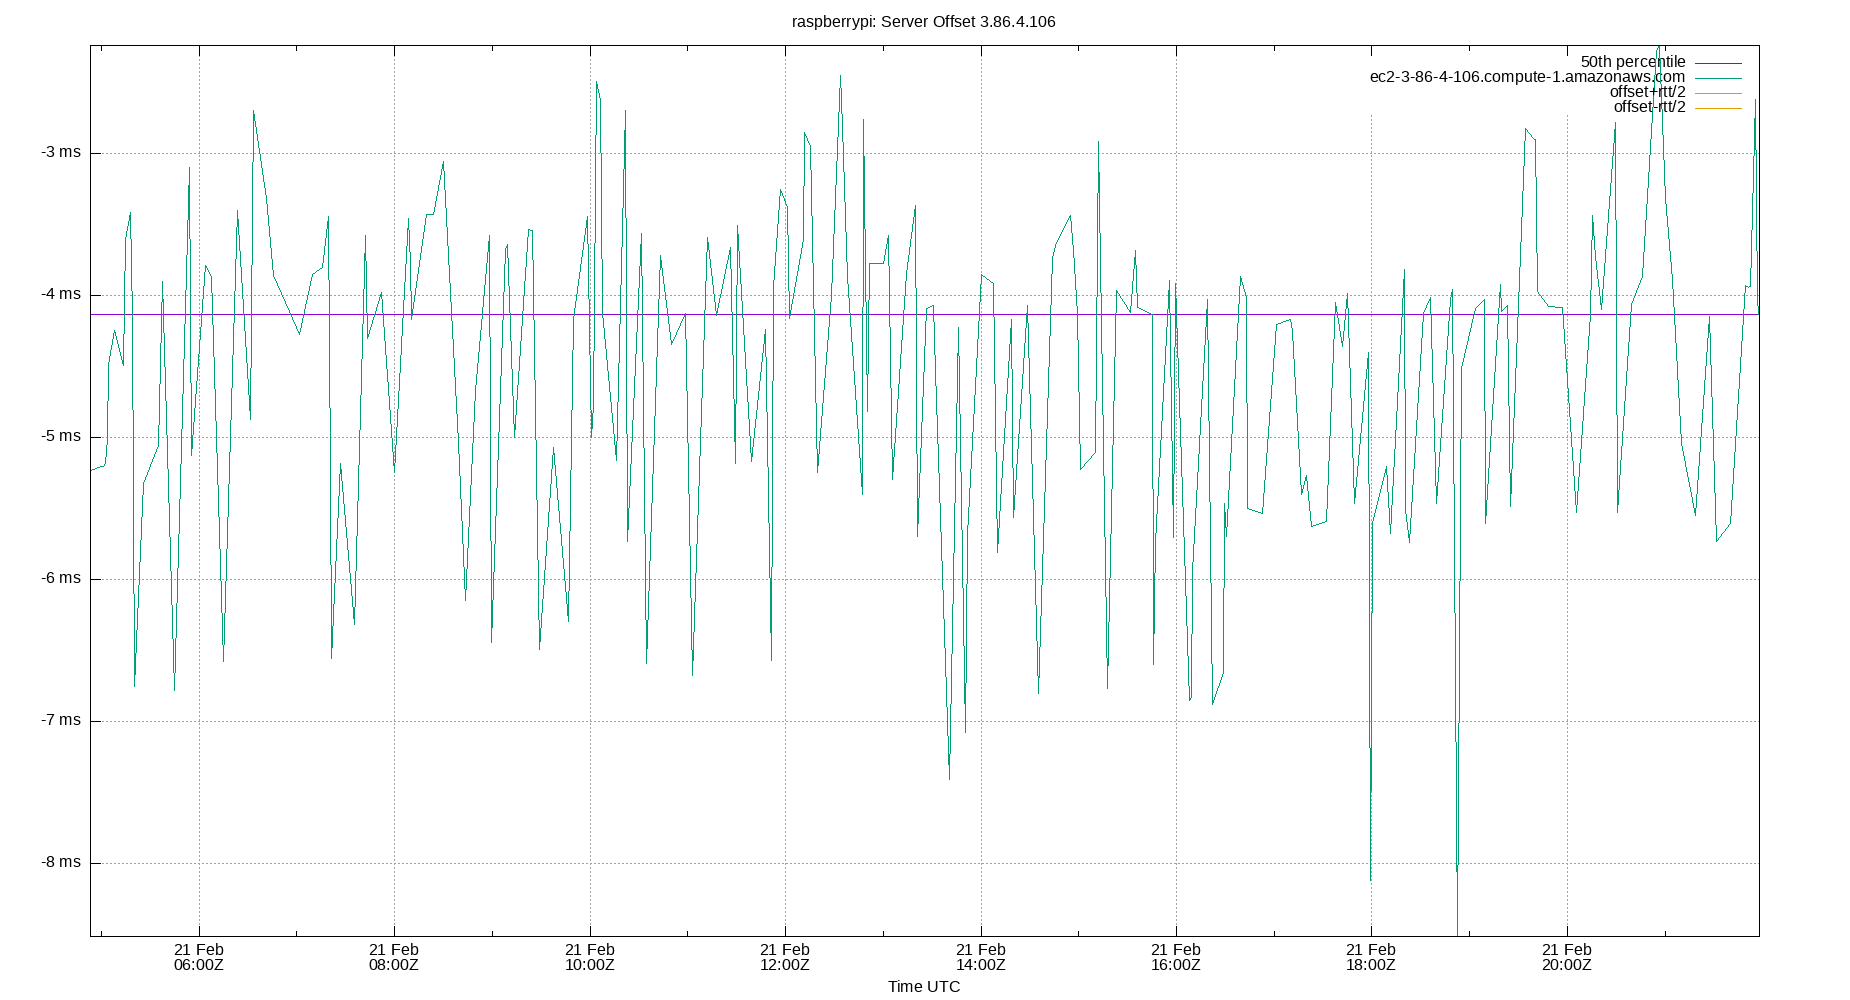 raspberrypi: Server Offset 3.86.4.106
50th percentile
ec2-3-86-4-106.compute-1.amazonaws.com
offset+rtt/2
offset-rtt/2
-3 ms
-4 ms
-5 ms
-6 ms
-7 ms
-8 ms
21 Feb 21 Feb 21 Feb 21 Feb 21 Feb 21 Feb 21 Feb 21 Feb
06:00Z 08:00Z 10:00Z 12:00Z 14:00Z 16:00Z 18:00Z 20:00Z
Time UTC